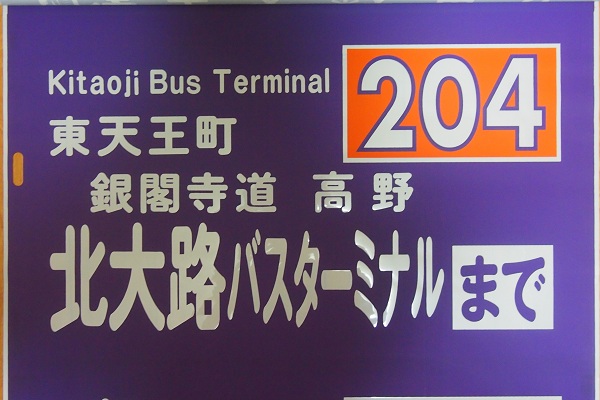 Kitaoji Bus Terminal
204
東天王町
銀閣寺道 高野
北大路バスターミナル まで